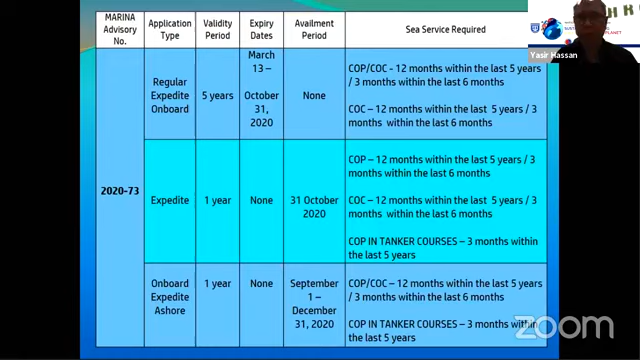 MARINA
Advisory
No.
Application
Type
Validity
Period
Expiry
Dates
Availment
Period
Sea Service Required
2020-73
Regular
Expedite
Onboard
5 years
March
13 –
October
31,
2020
None
COP/COC - 12 months within the last 5 years
/ 3 months within the last 6 months
COC – 12 months within the last 5 years / 3
months within the last 6 months
Expedite
1 year
None
31 October
2020
COP – 12 months within the last 5 years / 3
months within the last 6 months
COC – 12 months within the last 5 years / 3
months within the last 6 months
COP IN TANKER COURSES – 3 months within
the last 5 years
Onboard
Expedite
Ashore
1 year
None
September
1 –
December
31, 2020
COP/COC – 12 months within the last 5 years
/ 3 months within the last 6 months
COP IN TANKER COURSES – 3 months within
the last 5 years
Yasir Hassan
PLANET
zoom